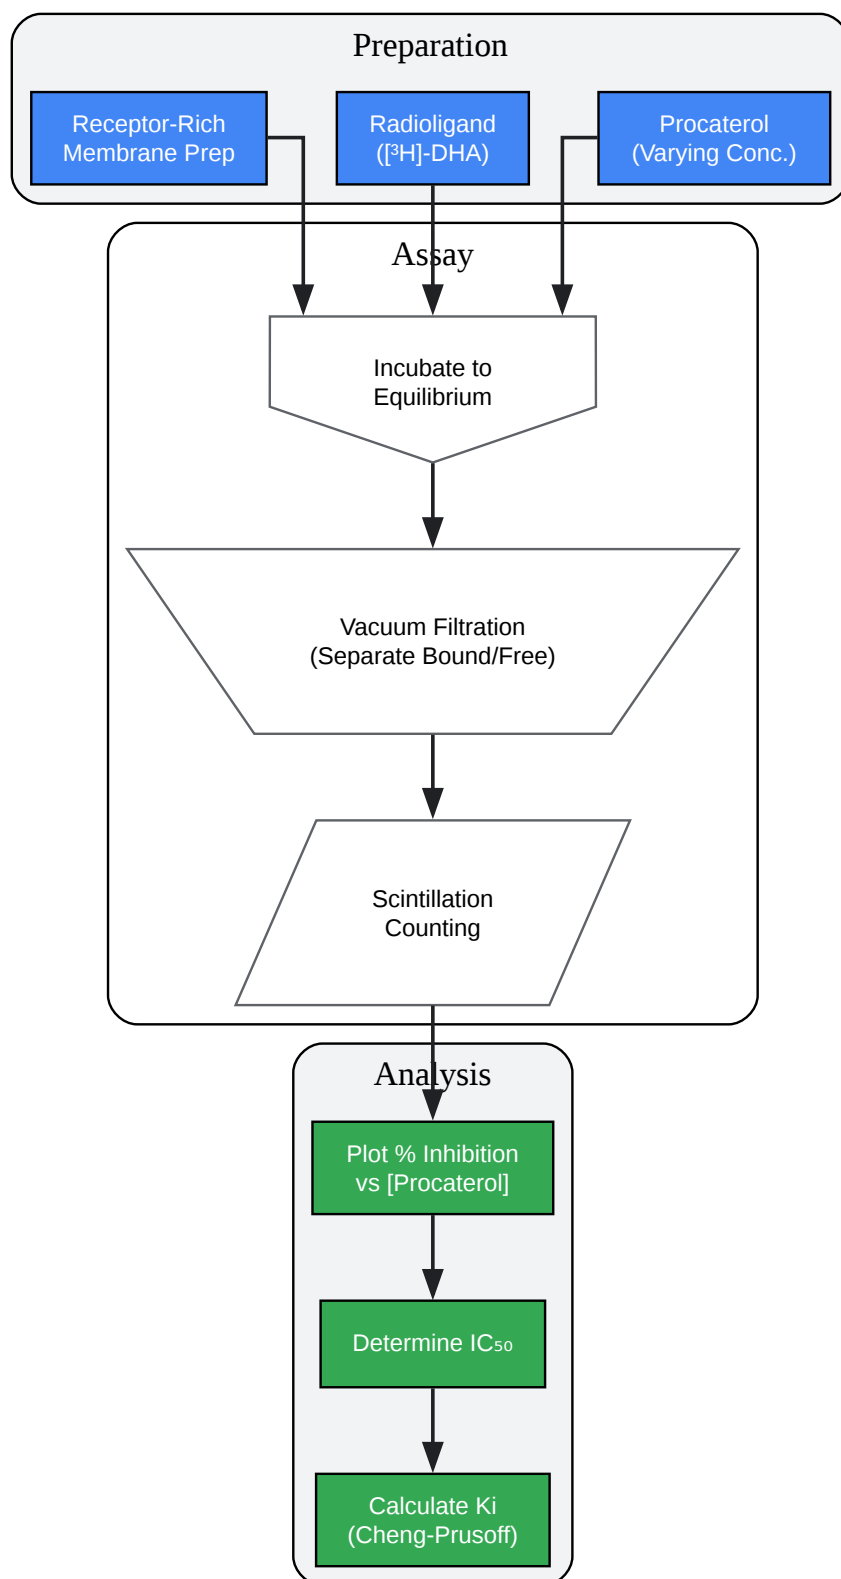 Preparation
Receptor-Rich
Membrane Prep
Radioligand
([³H]-DHA)
Procaterol
(Varying Conc.)
Assay
Incubate to
Equilibrium
Vacuum Filtration
(Separate Bound/Free)
Scintillation
Counting
Analysis
Plot % Inhibition
vs [Procaterol]
Determine IC₅₀
Calculate Ki
(Cheng-Prusoff)